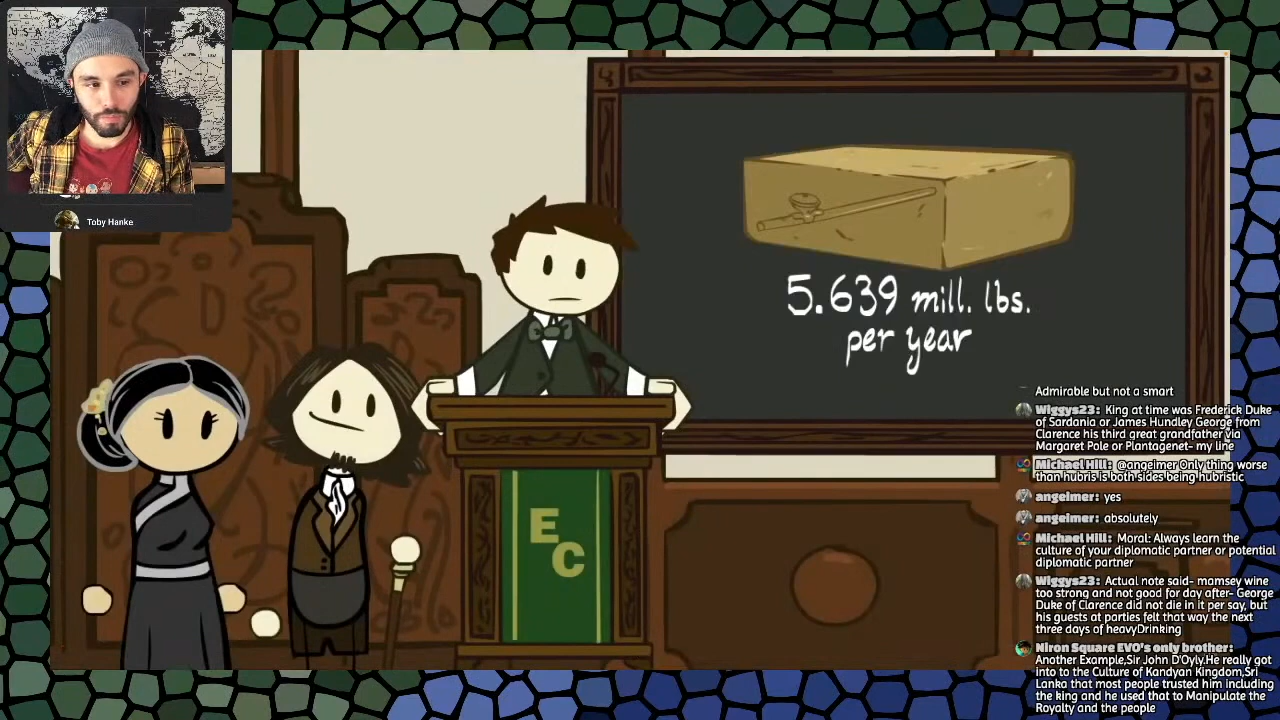 Toby Hanke
5.639 mill. lbs.
per year
E
C
Admirable but not a smart
Wiggys23: King at time was Frederick Duke
of Sardania or James Hundley George from
Clarence his third great grandfather via
Margaret Pole or Plantagenet- my line
Michael Hill: @angeimer Only thing worse
than hubris is both sides being hubristic
angeimer: yes
angeimer: absolutely
Michael Hill: Moral: Always learn the
culture of your diplomatic partner or potential
diplomatic partner
Wiggys23: Actual note said- mamsey wine
too strong and not good for day after- George
Duke of Clarence did not die in it per say, but
his guests at parties felt that way the next
three days of heavyDrinking
Niron Square EVO's only brother:
Another Example,Sir John D'Oyly.He really got
into to the Culture of Kandyan Kingdom,Sri
Lanka that most people trusted him including
the king and he used that to Manipulate the
Royalty and the people